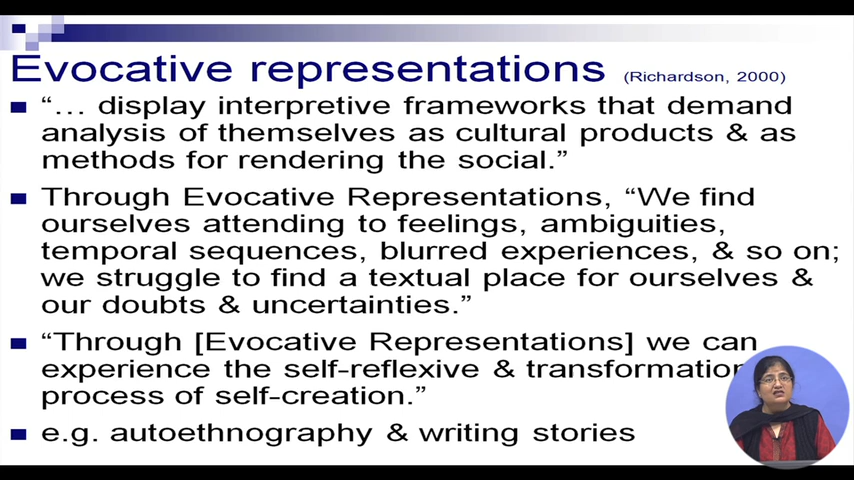 Evocative representations (Richardson, 2000)
“… display interpretive frameworks that demand
analysis of themselves as cultural products & as
methods for rendering the social.”
Through Evocative Representations, “We find
ourselves attending to feelings, ambiguities,
temporal sequences, blurred experiences, & so on;
we struggle to find a textual place for ourselves &
our doubts & uncertainties.”
“Through [Evocative Representations] we can
experience the self-reflexive & transformation
process of self-creation.”
e.g. autoethnography & writing stories